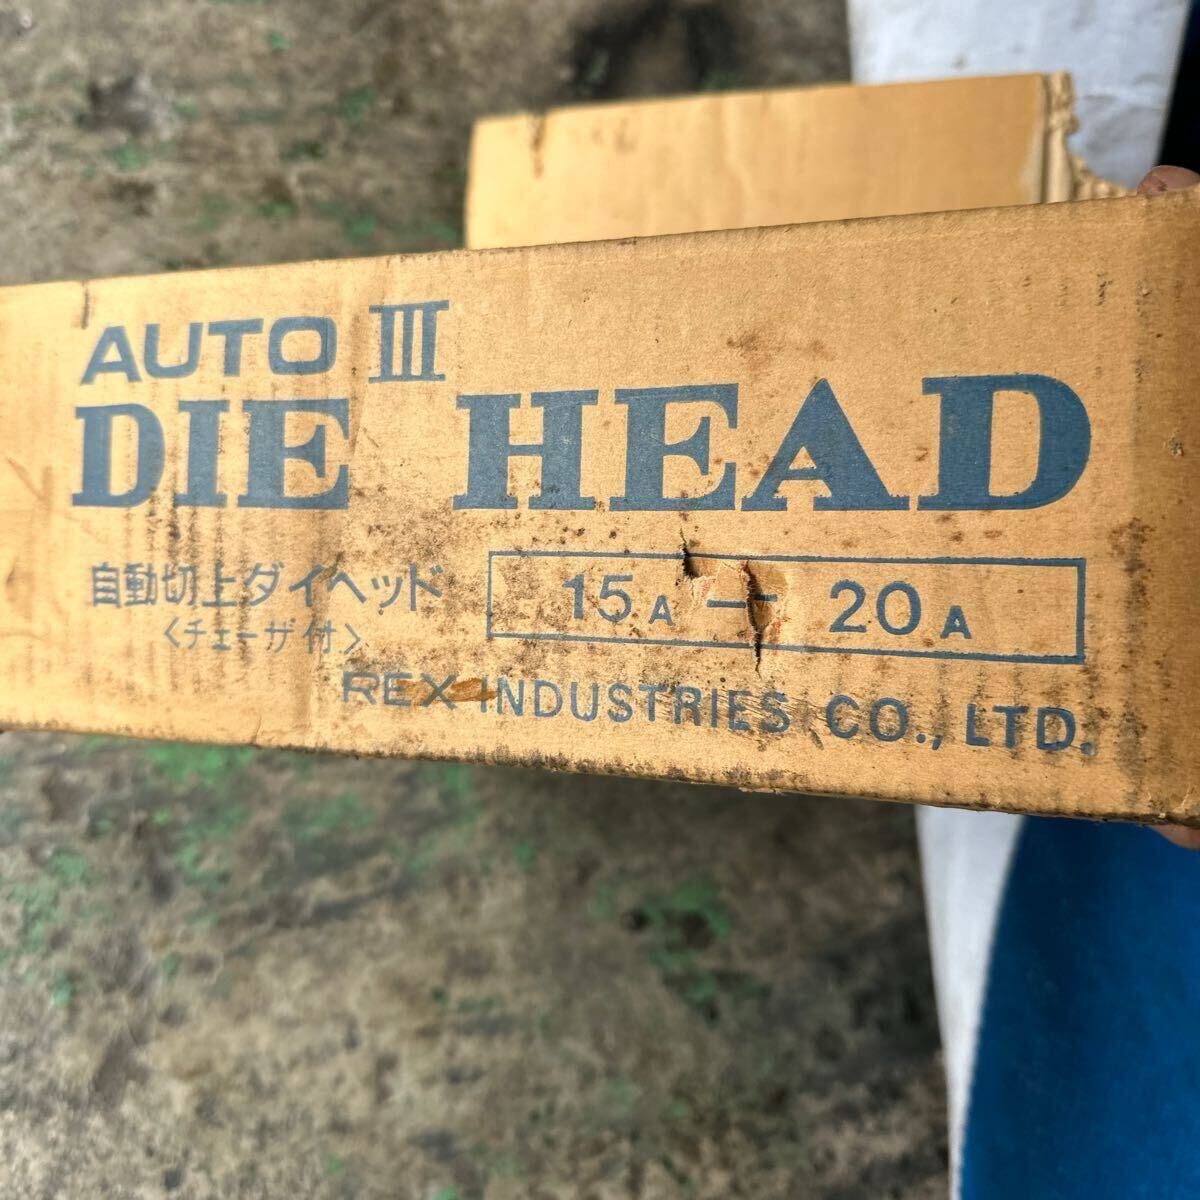 AUTO III
DIE HEAD
自動切上ダイヘッド
〈チェーザ付〉
15A — 20A
REX INDUSTRIES CO., LTD.